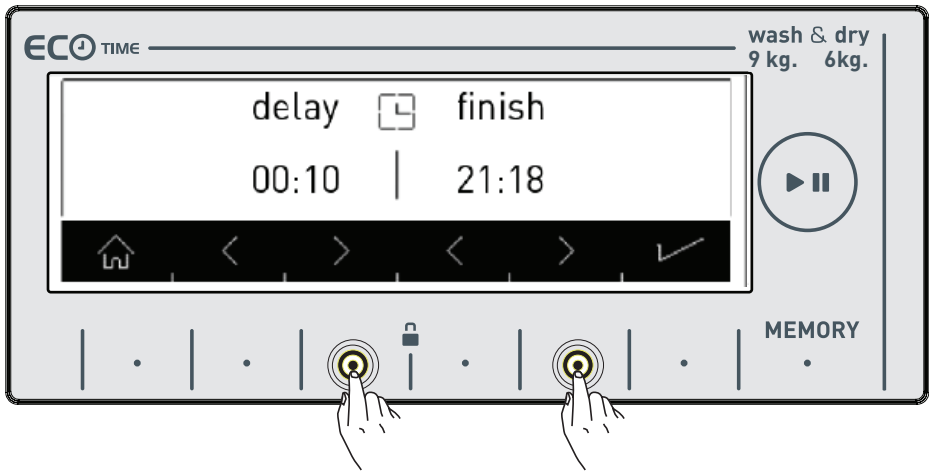 ECO TIME
wash & dry
9 kg. 6kg.
delay finish
00:10 21:18
MEMORY